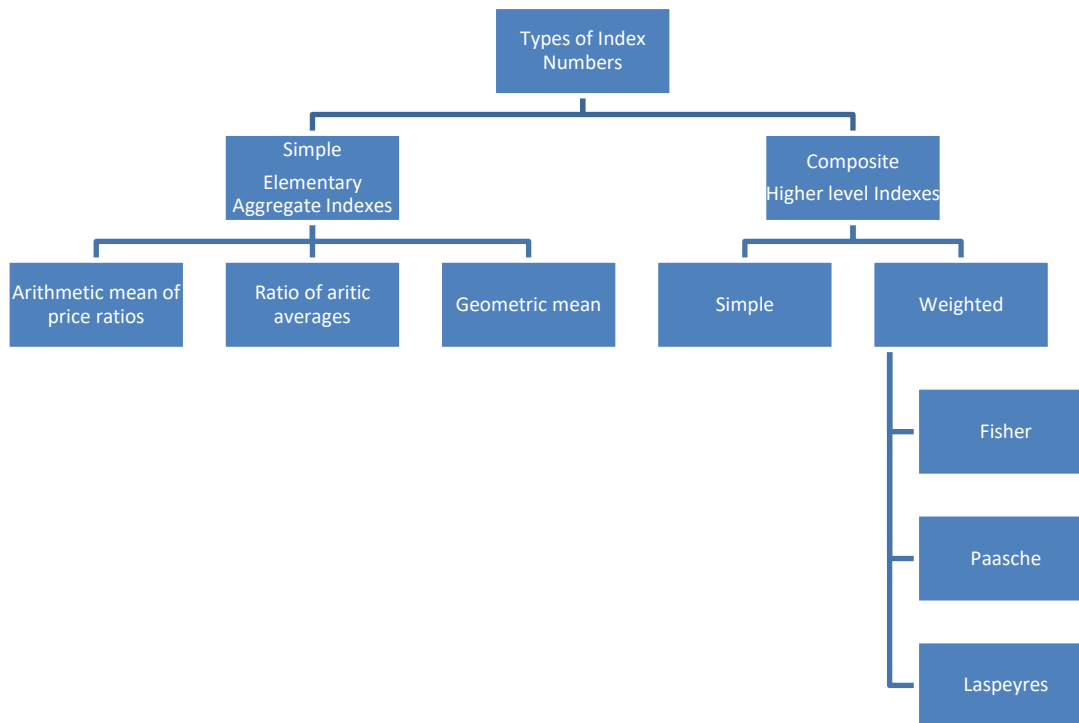 Types of Index
Numbers
Simple
Elementary
Aggregate Indexes
Composite
Higher level Indexes
Arithmetic mean of
price ratios
Ratio of aritic
averages
Geometric mean
Simple
Weighted
Fisher
Paasche
Laspeyres